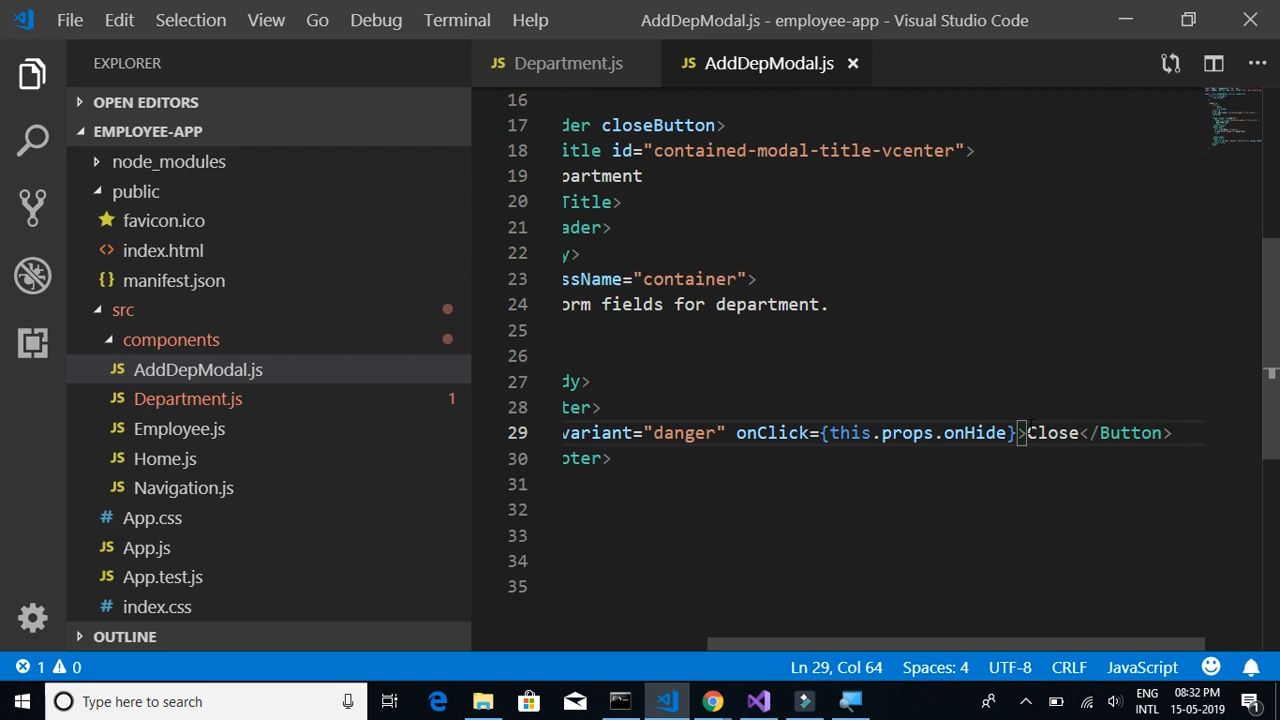 File Edit Selection View Go Debug Terminal Help AddDepModal.js - employee-app - Visual Studio Code
EXPLORER
JS Department.js JS AddDepModal.js
OPEN EDITORS
EMPLOYEE-APP
node_modules
public
favicon.ico
<> index.html
{} manifest.json
src
components
JS AddDepModal.js
JS Department.js 1
JS Employee.js
JS Home.js
JS Navigation.js
# App.css
JS App.js
JS App.test.js
# index.css
OUTLINE
16
17 der closeButton>
18 itle id="contained-modal-title-vcenter">
19 partment
20 Title>
21 ader>
22 y>
23 ssName="container">
24 orm fields for department.
25
26
27 dy>
28 ter>
29 variant="danger" onClick={this.props.onHide}>Close</Button>
30 oter>
31
32
33
34
35
1 0 Ln 29, Col 64 Spaces: 4 UTF-8 CRLF JavaScript
Type here to search
ENG
INTL
08:32 PM
15-05-2019
1